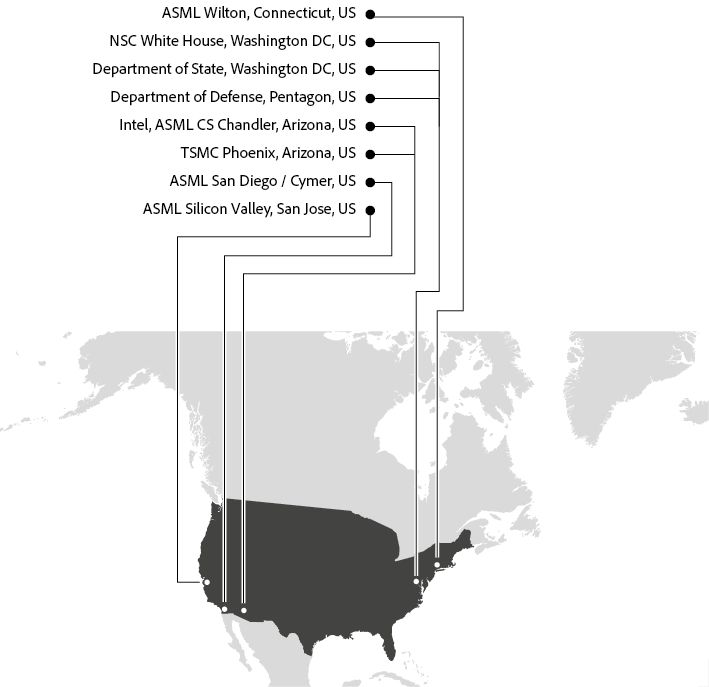 ASML Wilton, Connecticut, US
NSC White House, Washington DC, US
Department of State, Washington DC, US
Department of Defense, Pentagon, US
Intel, ASML CS Chandler, Arizona, US
TSMC Phoenix, Arizona, US
ASML San Diego / Cymer, US
ASML Silicon Valley, San Jose, US